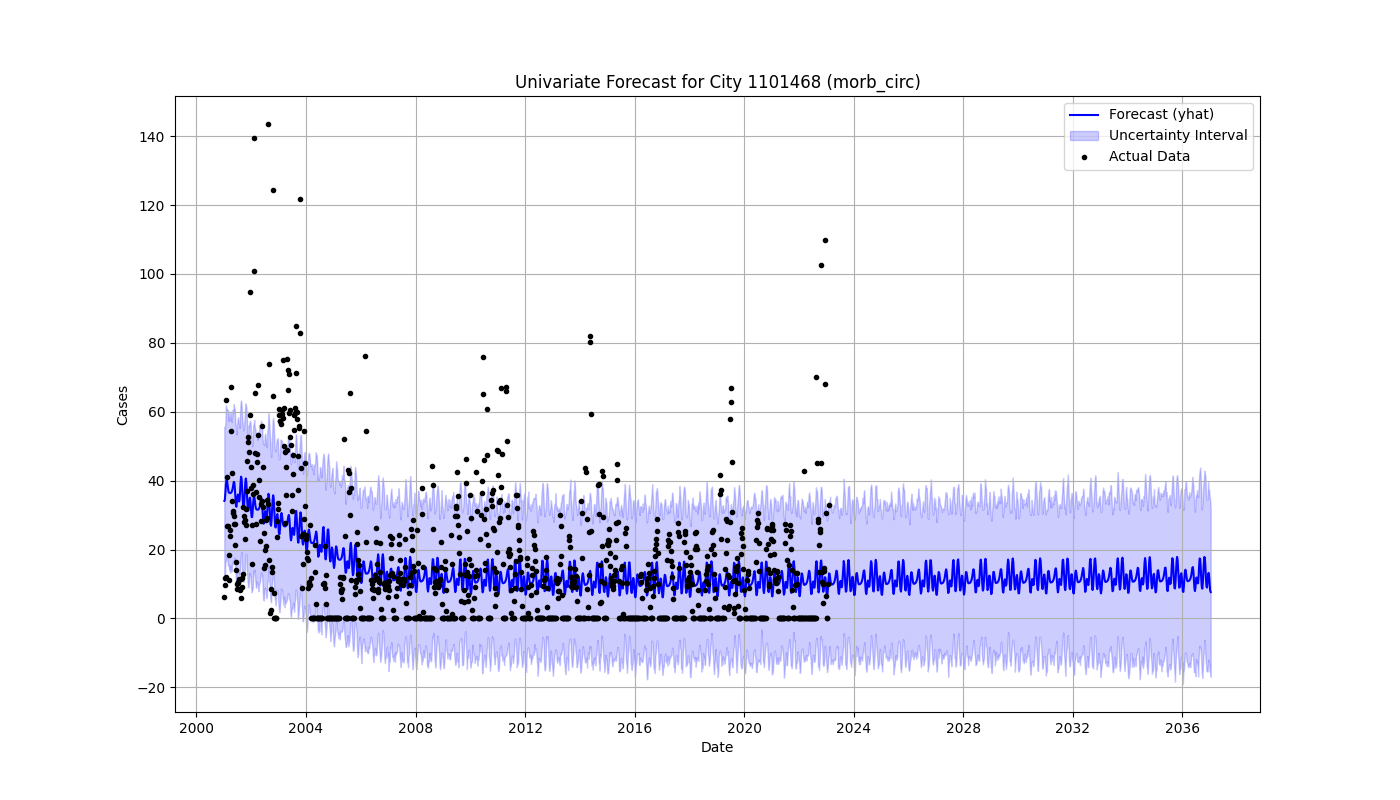 Univariate Forecast for City 1101468 (morb_circ)
Forecast (yhat)
Uncertainty Interval
Actual Data
140
120
100
80
60
40
20
0
−20
Cases
2000 2004 2008 2012 2016 2020 2024 2028 2032 2036
Date